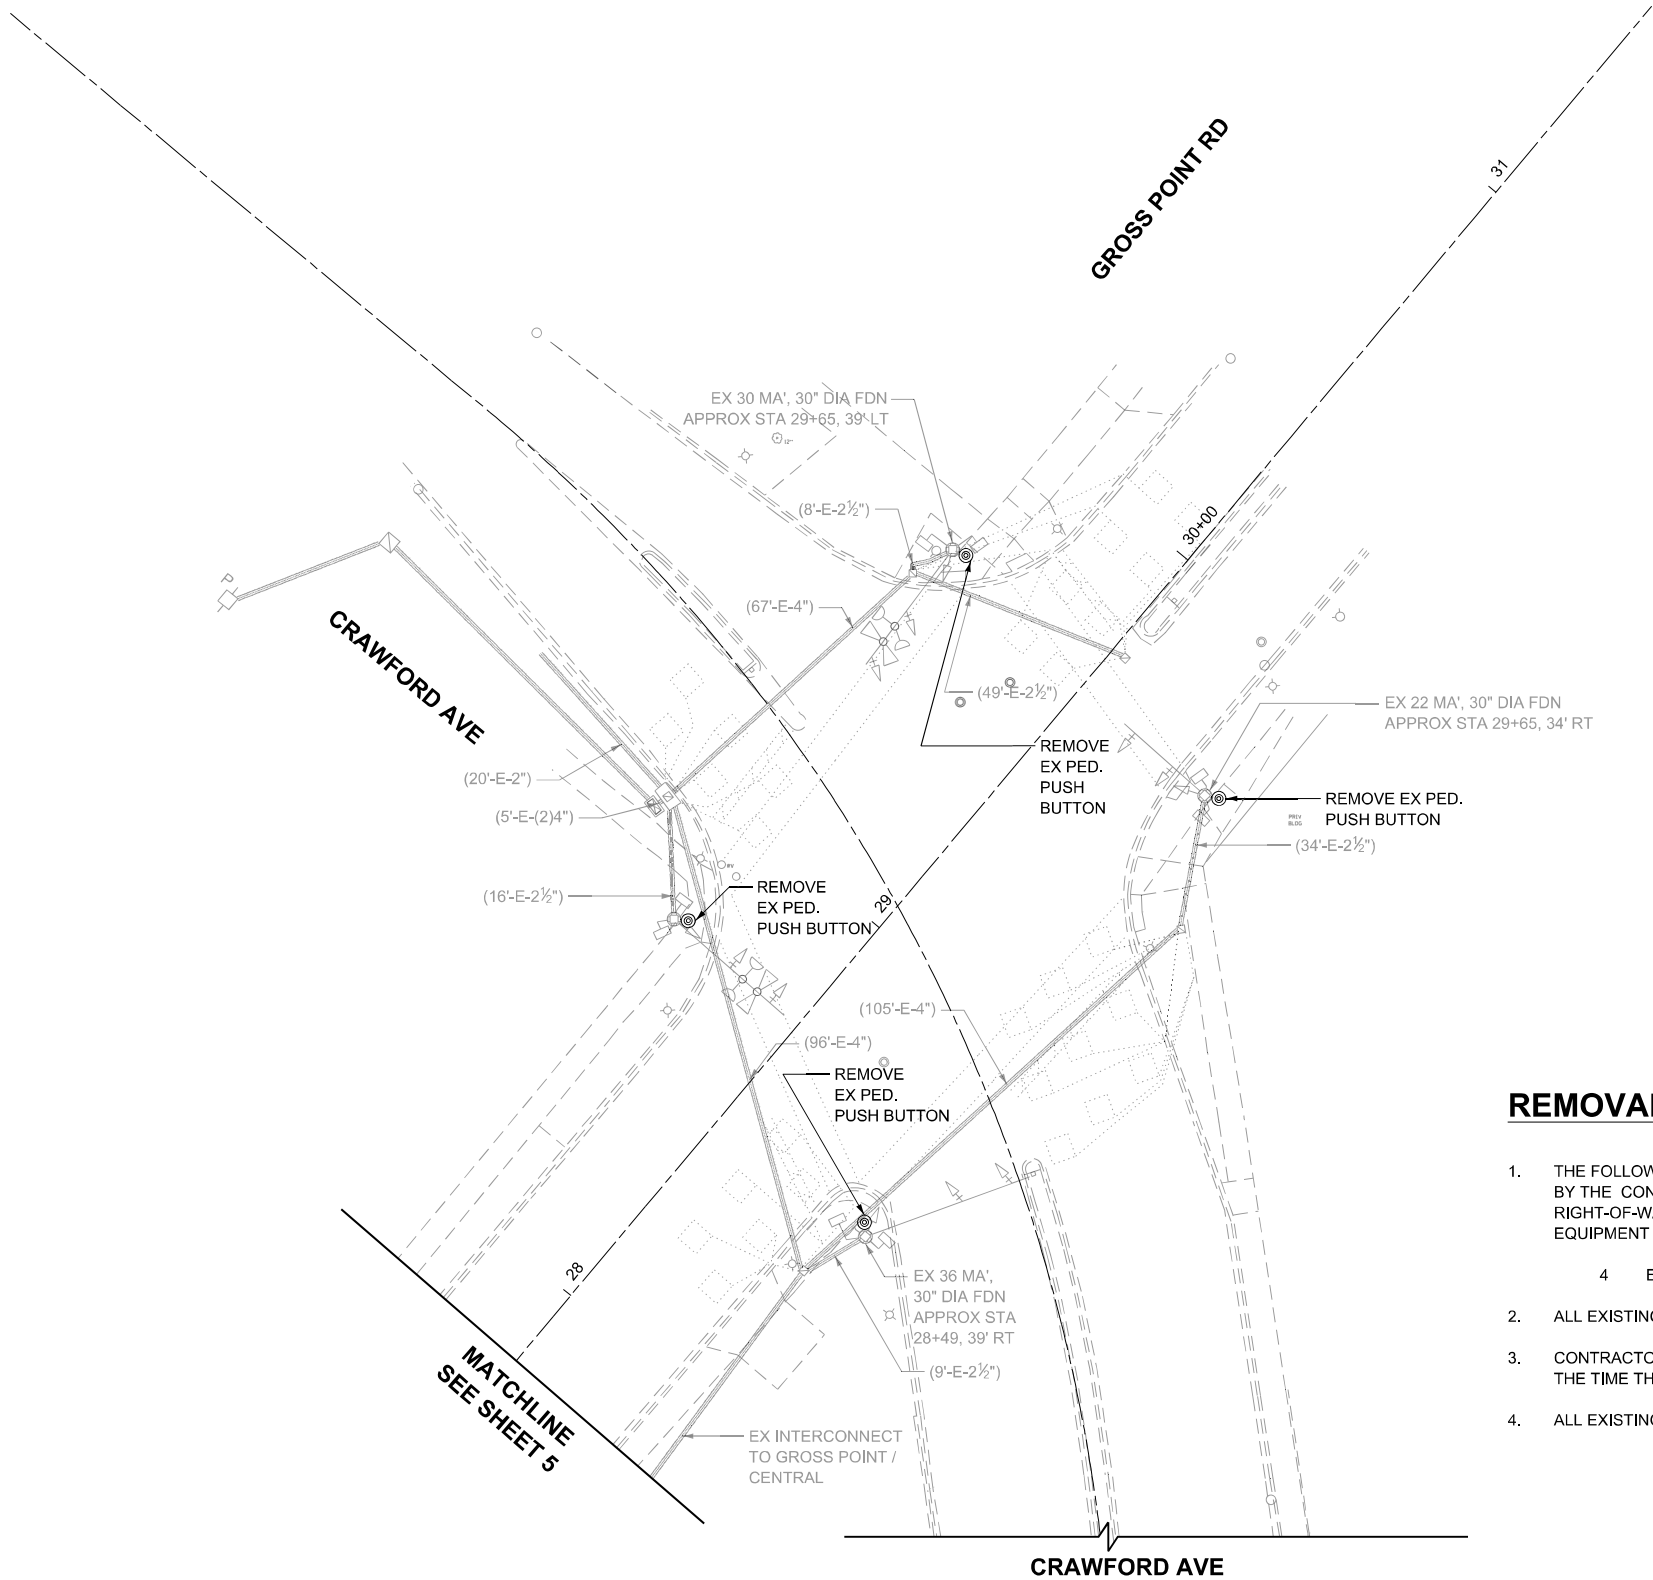 GROSS POINT RD
31
EX 30 MA', 30" DIA FDN
APPROX STA 29+65, 39' LT
12"
(8'-E-2½")
30+00
P
CRAWFORD AVE
(67'-E-4")
(49'-E-2½")
EX 22 MA', 30" DIA FDN
APPROX STA 29+65, 34' RT
REMOVE
EX PED.
PUSH
BUTTON
(20'-E-2")
(5'-E-(2)4")
REMOVE EX PED.
PUSH BUTTON
PRIV
BLDG
(34'-E-2½")
(16'-E-2½")
REMOVE
EX PED.
PUSH BUTTON
29
(105'-E-4")
(96'-E-4")
REMOVE
EX PED.
PUSH BUTTON
28
EX 36 MA',
30" DIA FDN
APPROX STA
28+49, 39' RT
(9'-E-2½")
MATCHLINE
SEE SHEET 5
EX INTERCONNECT
TO GROSS POINT /
CENTRAL
CRAWFORD AVE
REMOVAL
1. THE FOLLOW
BY THE CON
RIGHT-OF-WA
EQUIPMENT
4 E
2. ALL EXISTING
3. CONTRACTO
THE TIME TH
4. ALL EXISTING